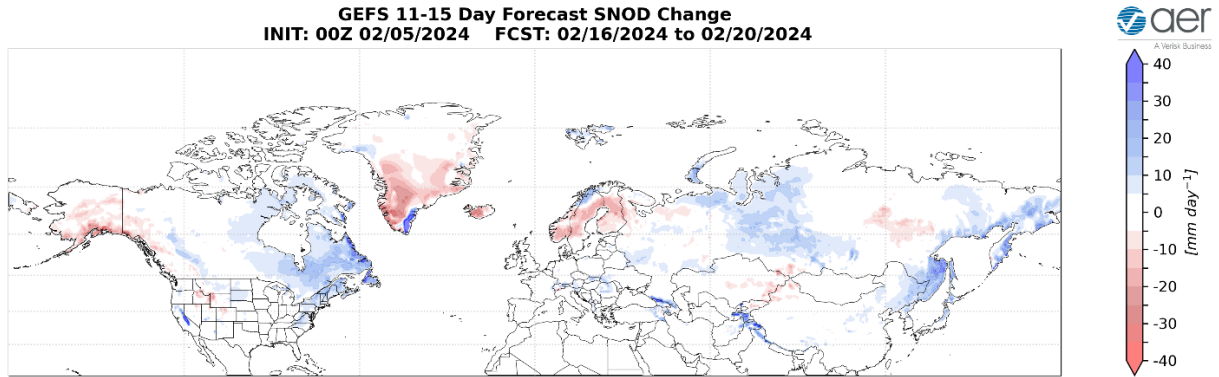 GEFS 11-15 Day Forecast SNOD Change
INIT: 00Z 02/05/2024 FCST: 02/16/2024 to 02/20/2024
aer
A Verisk Business
40
30
20
10
0
-10
-20
-30
-40
[mm day⁻¹]